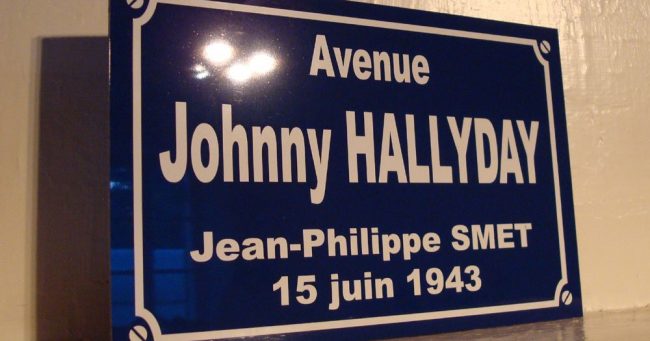 Avenue
Johnny HALLYDAY
Jean-Philippe SMET
15 juin 1943